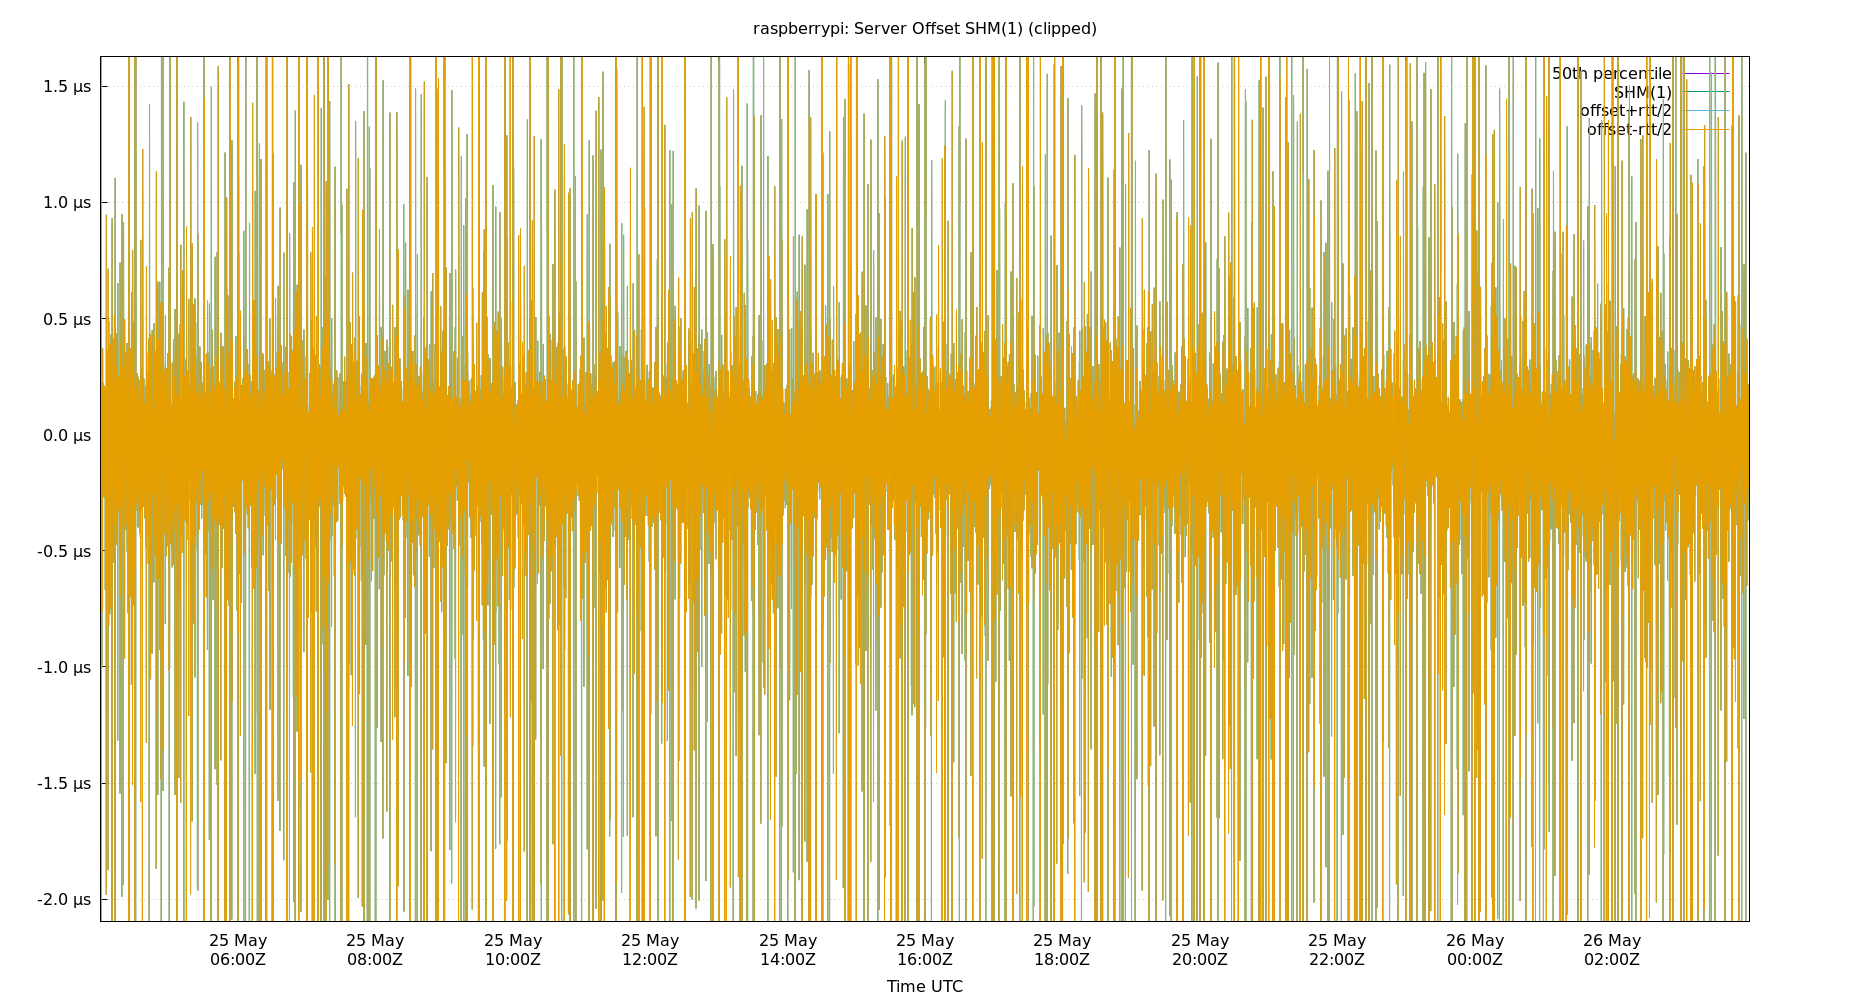 raspberrypi: Server Offset SHM(1) (clipped)
50th percentile
SHM(1)
offset+rtt/2
offset-rtt/2
1.5 µs
1.0 µs
0.5 µs
0.0 µs
-0.5 µs
-1.0 µs
-1.5 µs
-2.0 µs
25 May 25 May 25 May 25 May 25 May 25 May 25 May 25 May 25 May 26 May 26 May
06:00Z 08:00Z 10:00Z 12:00Z 14:00Z 16:00Z 18:00Z 20:00Z 22:00Z 00:00Z 02:00Z
Time UTC